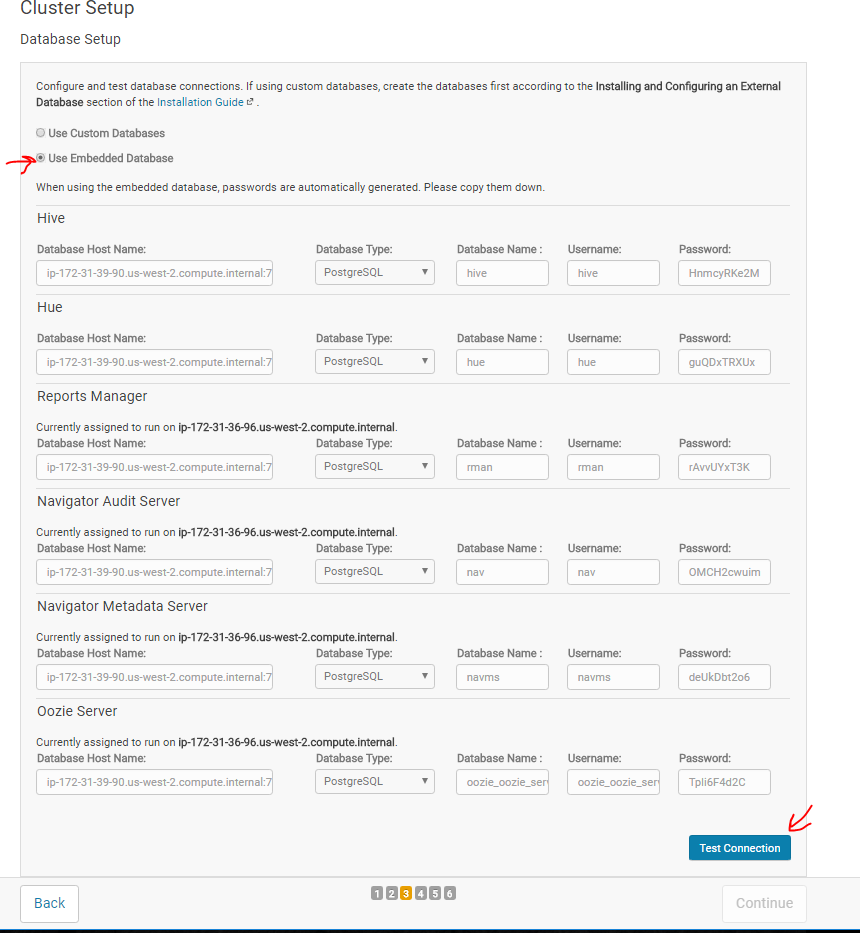 Cluster Setup
Database Setup
Configure and test database connections. If using custom databases, create the databases first according to the Installing and Configuring an External
Database section of the Installation Guide .
Use Custom Databases
Use Embedded Database
When using the embedded database, passwords are automatically generated. Please copy them down.
Hive
Database Host Name: Database Type: Database Name : Username: Password:
ip-172-31-39-90.us-west-2.compute.internal:7 PostgreSQL hive hive HnmcyRKe2M
Hue
Database Host Name: Database Type: Database Name : Username: Password:
ip-172-31-39-90.us-west-2.compute.internal:7 PostgreSQL hue hue guQDxTRXUx
Reports Manager
Currently assigned to run on ip-172-31-36-96.us-west-2.compute.internal.
Database Host Name: Database Type: Database Name : Username: Password:
ip-172-31-39-90.us-west-2.compute.internal:7 PostgreSQL rman rman rAvvUYxT3K
Navigator Audit Server
Currently assigned to run on ip-172-31-36-96.us-west-2.compute.internal.
Database Host Name: Database Type: Database Name : Username: Password:
ip-172-31-39-90.us-west-2.compute.internal:7 PostgreSQL nav nav OMCH2cwuim
Navigator Metadata Server
Currently assigned to run on ip-172-31-36-96.us-west-2.compute.internal.
Database Host Name: Database Type: Database Name : Username: Password:
ip-172-31-39-90.us-west-2.compute.internal:7 PostgreSQL navms navms deUkDbt2o6
Oozie Server
Currently assigned to run on ip-172-31-36-96.us-west-2.compute.internal.
Database Host Name: Database Type: Database Name : Username: Password:
ip-172-31-39-90.us-west-2.compute.internal:7 PostgreSQL oozie_oozie_serv oozie_oozie_serv TpIi6F4d2C
Test Connection
Back 1 2 3 4 5 6 Continue